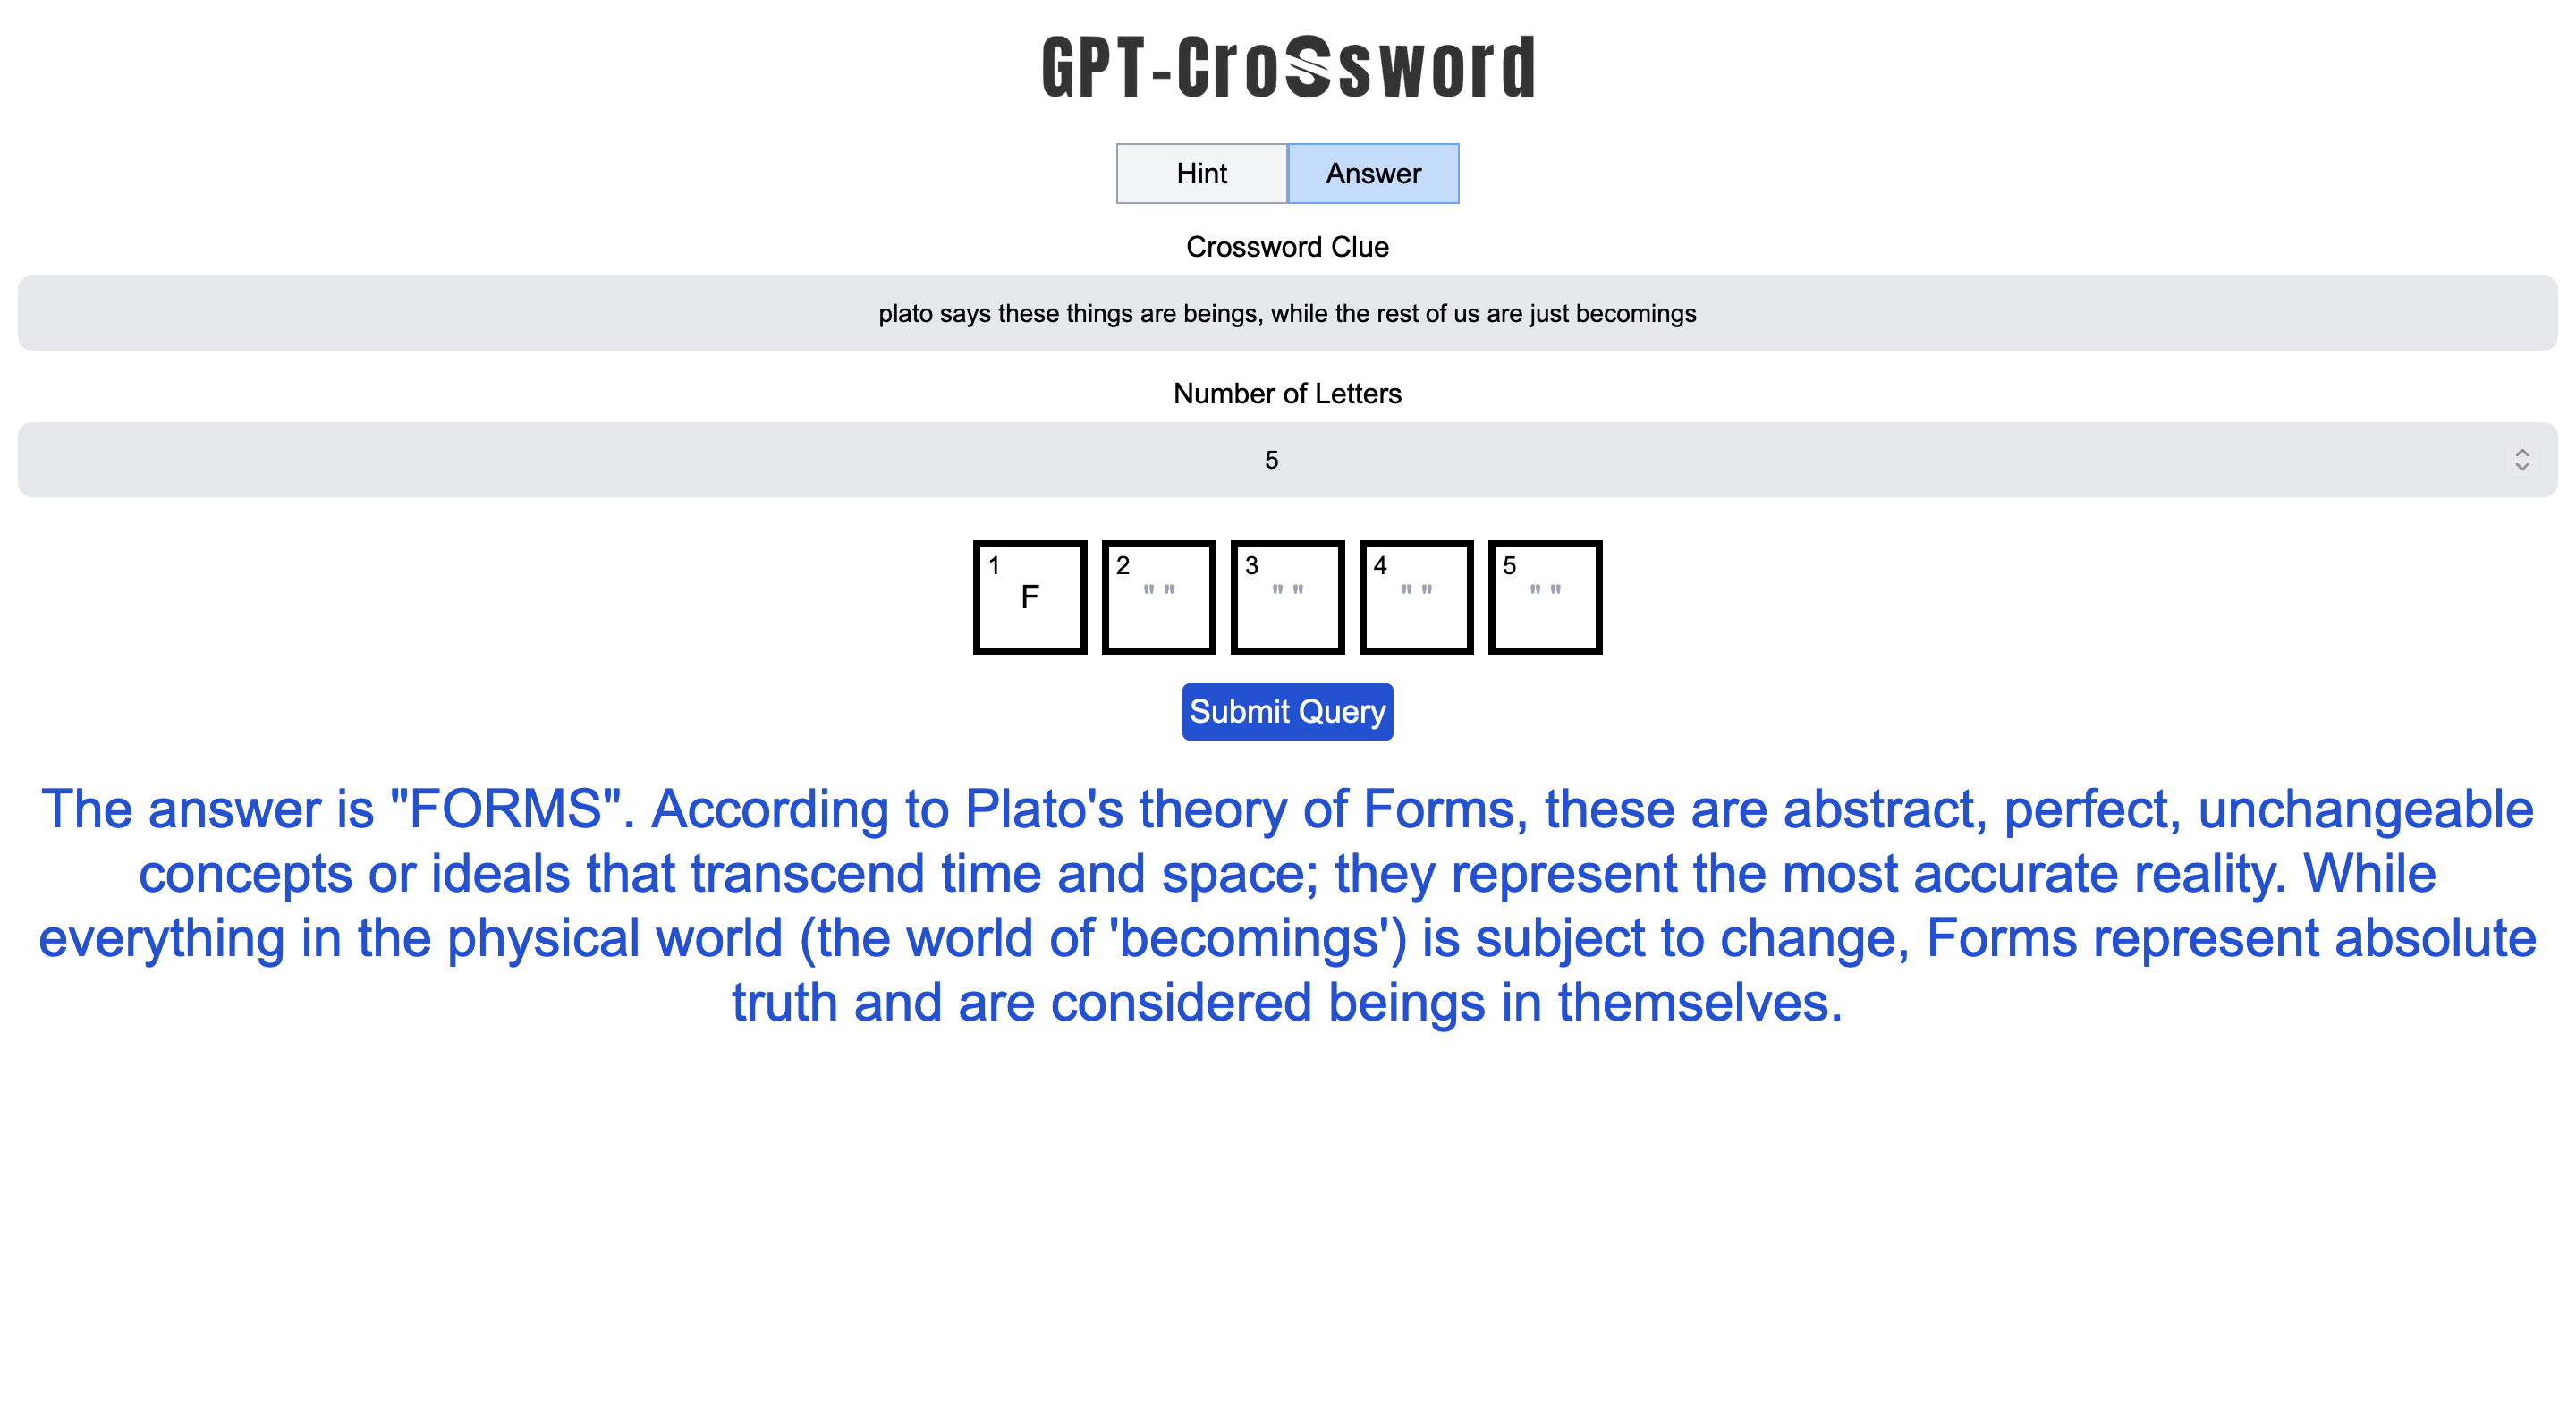 GPT-CroSsword
Hint Answer
Crossword Clue
plato says these things are beings, while the rest of us are just becomings
Number of Letters
5
1 2 3 4 5
F " " " " " " " "
Submit Query
The answer is "FORMS". According to Plato's theory of Forms, these are abstract, perfect, unchangeable
concepts or ideals that transcend time and space; they represent the most accurate reality. While
everything in the physical world (the world of 'becomings') is subject to change, Forms represent absolute
truth and are considered beings in themselves.